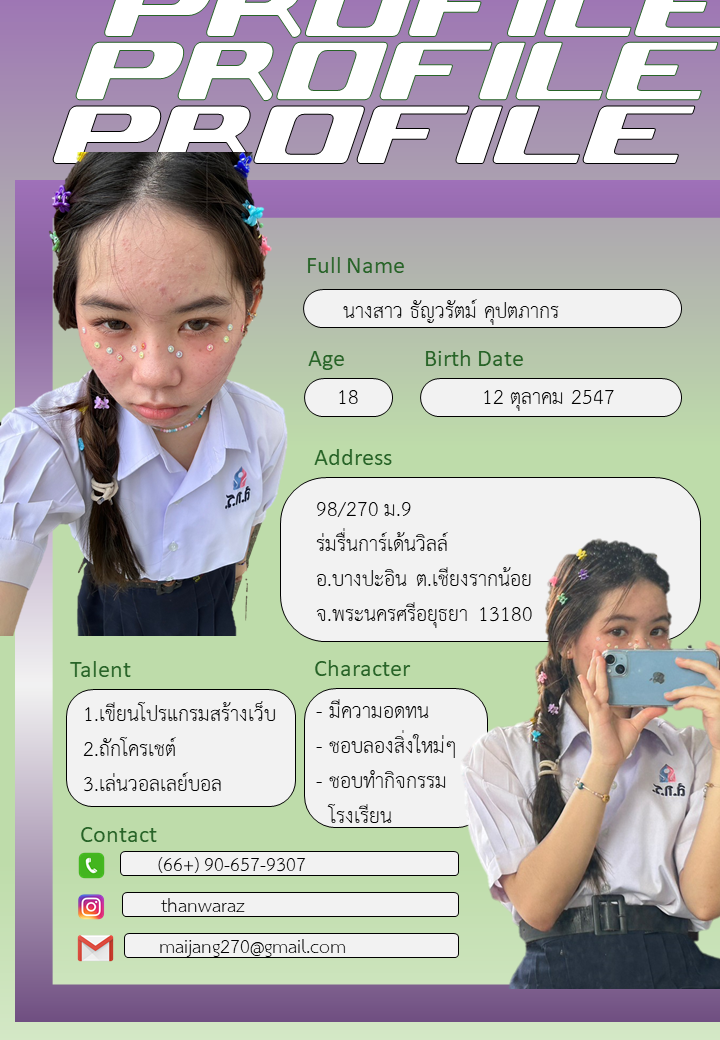 PROFILE
PROFILE
PROFILE
Full Name
นางสาว ธัญวรัตม์ คุปตภากร
Age
Birth Date
18
12 ตุลาคม 2547
Address
98/270 ม.9
ร่มรื่นการ์เด้นวิลล์
อ.บางปะอิน ต.เชียงรากน้อย
จ.พระนครศรีอยุธยา 13180
Talent
1.เขียนโปรแกรมสร้างเว็บ
2.ถักโครเชต์
3.เล่นวอลเลย์บอล
Character
- มีความอดทน
- ชอบลองสิ่งใหม่ๆ
- ชอบทำกิจกรรม
โรงเรียน
Contact
(66+) 90-657-9307
thanwaraz
maijang270@gmail.com